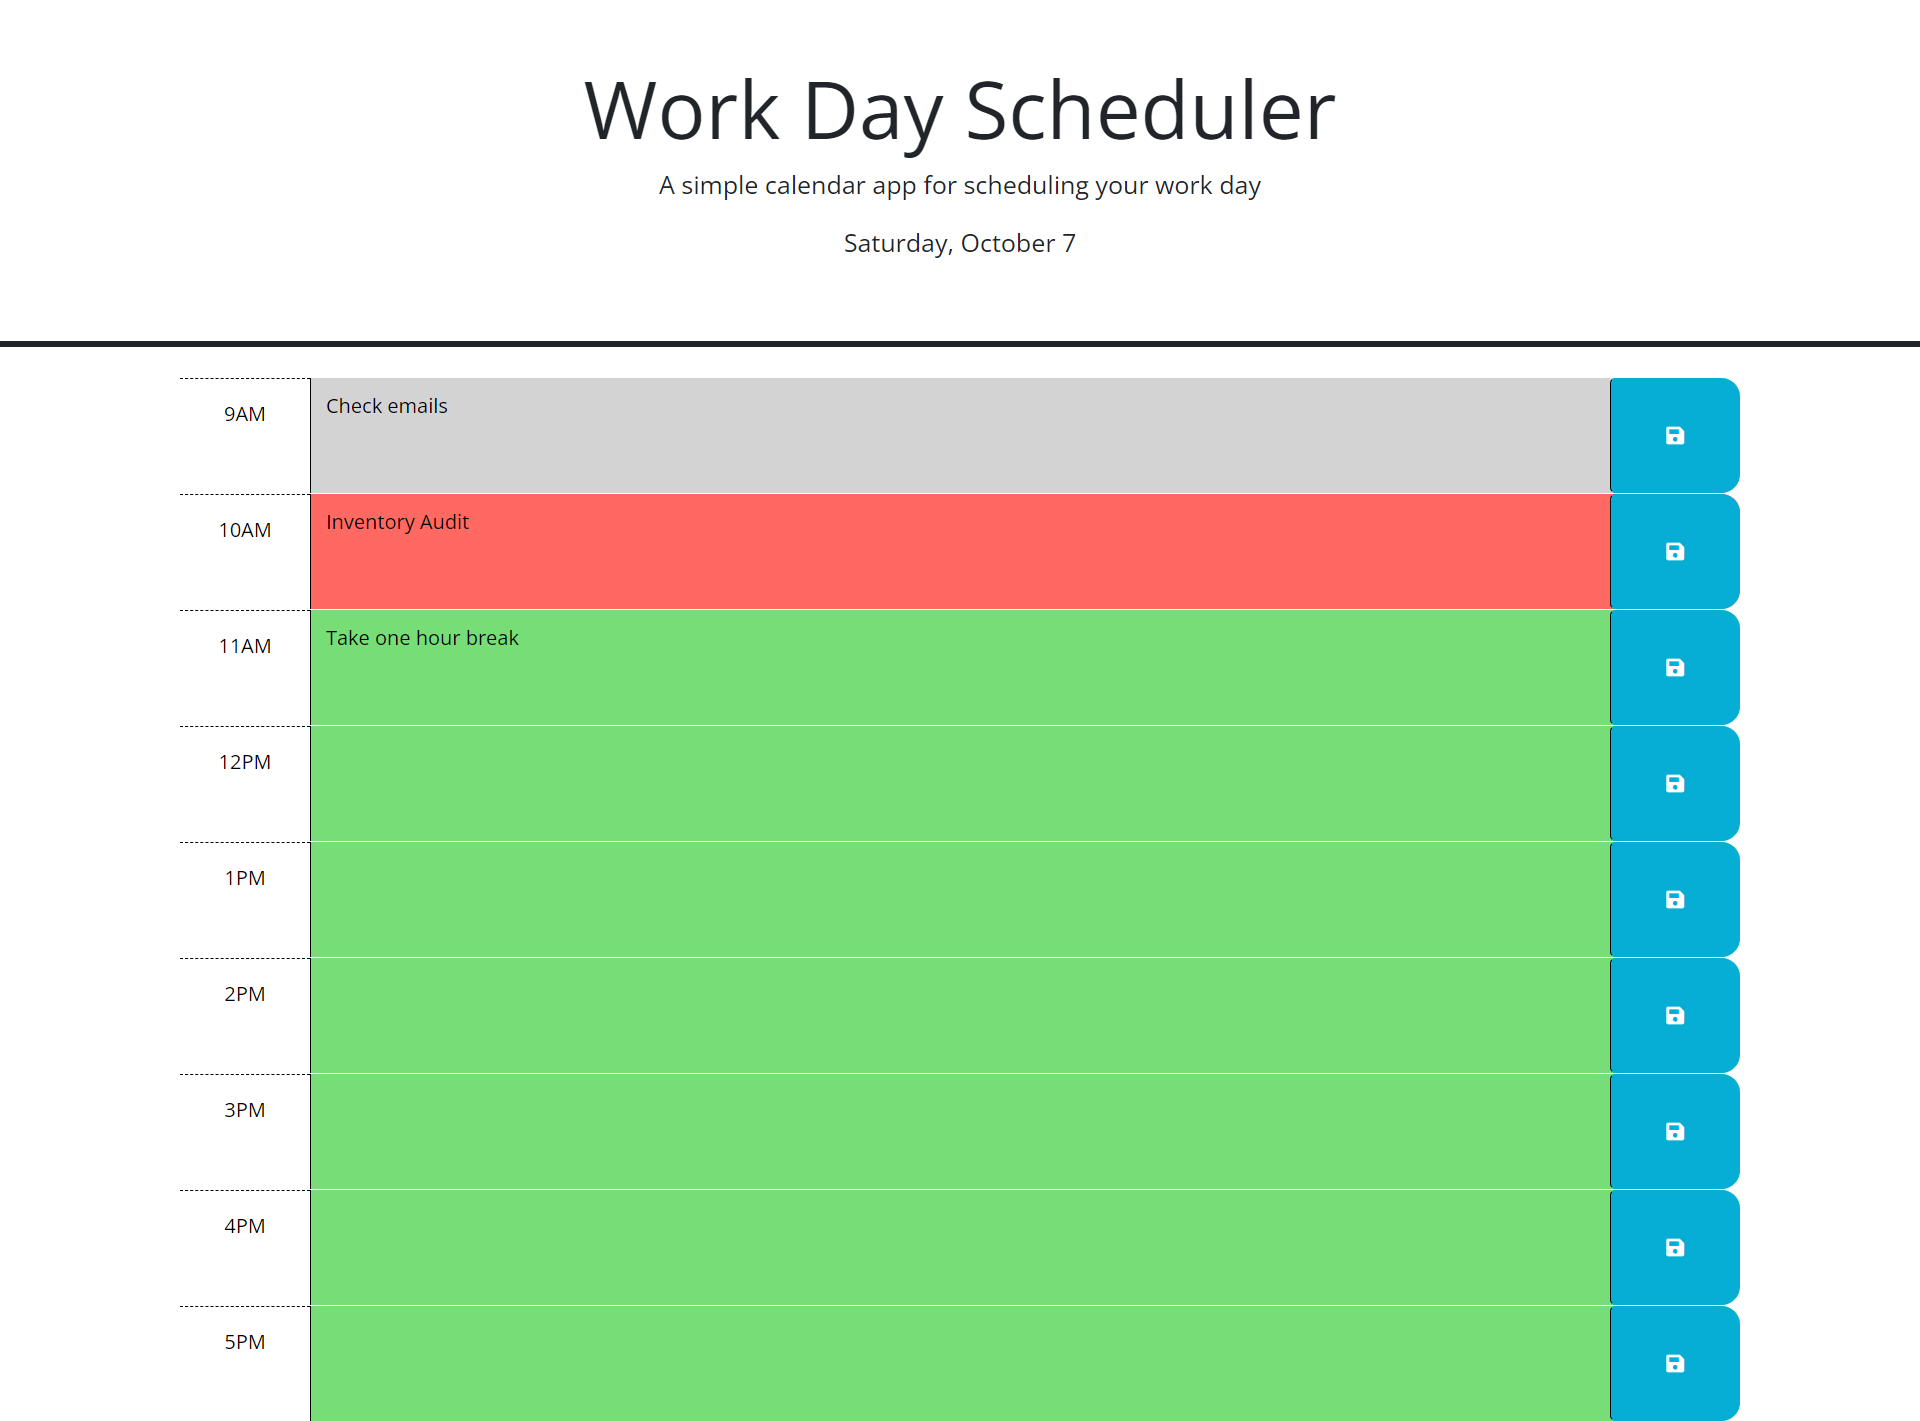 Work Day Scheduler
A simple calendar app for scheduling your work day
Saturday, October 7
9AM
Check emails
10AM
Inventory Audit
11AM
Take one hour break
12PM
1PM
2PM
3PM
4PM
5PM